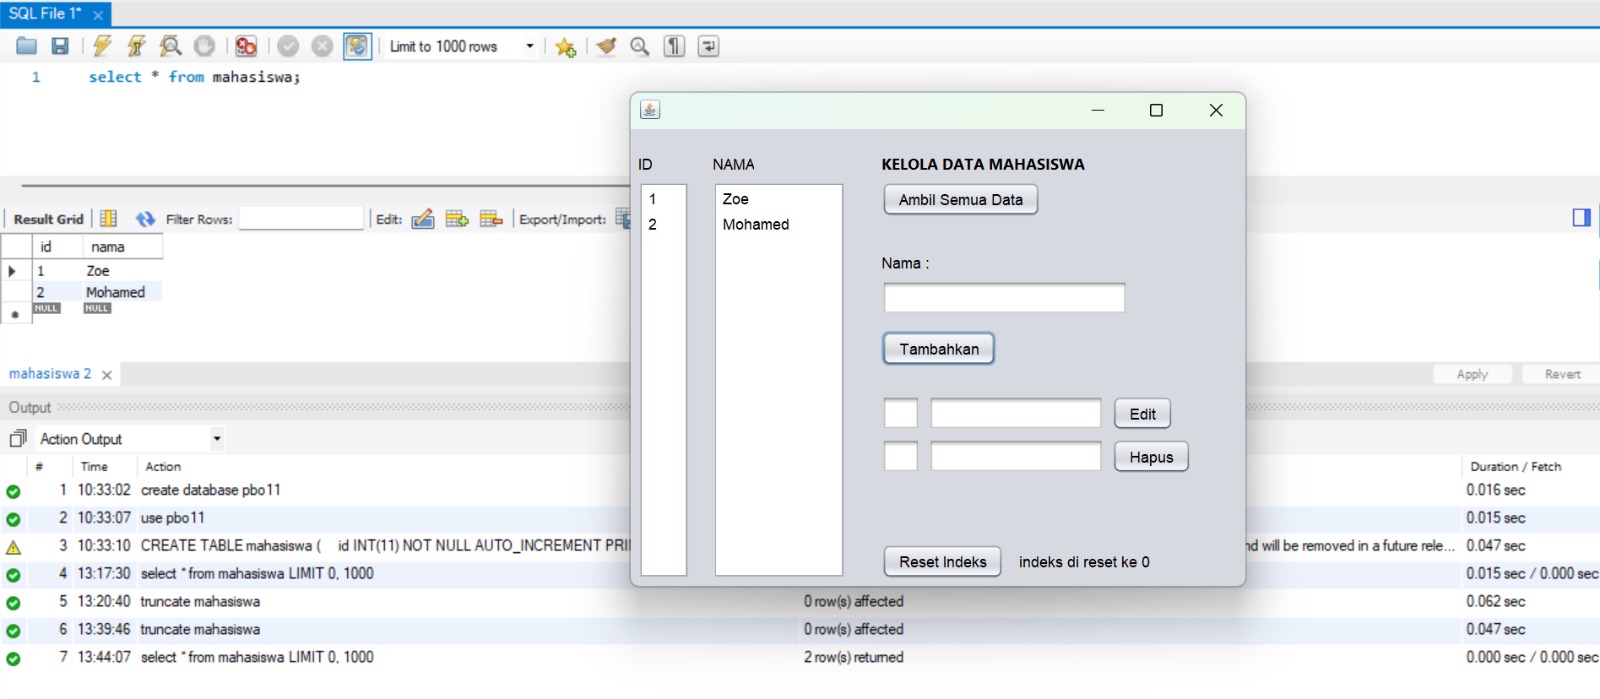 SQL File 1*
Limit to 1000 rows
1 select * from mahasiswa;
ID NAMA KELOLA DATA MAHASISWA
1 Zoe Ambil Semua Data
2 Mohamed
Nama :
Tambahkan
Edit
Hapus
Reset Indeks indeks di reset ke 0
Result Grid Filter Rows: Edit: Export/Import:
id nama
1 Zoe
2 Mohamed
NULL NULL
mahasiswa 2
Apply Revert
Output
Action Output
# Time Action Duration / Fetch
1 10:33:02 create database pbo11 0.016 sec
2 10:33:07 use pbo11 0.015 sec
3 10:33:10 CREATE TABLE mahasiswa ( id INT(11) NOT NULL AUTO_INCREMENT will be removed in a future rele... 0.047 sec
4 13:17:30 select * from mahasiswa LIMIT 0, 1000 0.015 sec / 0.000 sec
5 13:20:40 truncate mahasiswa 0 row(s) affected 0.062 sec
6 13:39:46 truncate mahasiswa 0 row(s) affected 0.047 sec
7 13:44:07 select * from mahasiswa LIMIT 0, 1000 2 row(s) returned 0.000 sec / 0.000 sec